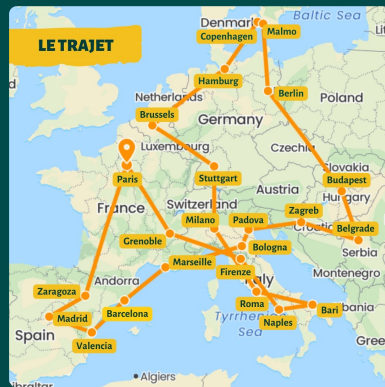 LE TRAJET
Denmark
Baltic Sea
Copenhagen
Malmo
Hamburg
Berlin
Netherlands
Poland
Brussels
Germany
Luxembourg
Czechia
Paris
Stuttgart
Slovakia
Budapest
Hungary
Austria
France
Switzerland
Milano
Padova
Zagreb
Croatia
Belgrade
Grenoble
Bologna
Serbia
Marseille
Firenze
Montenegro
Andorra
Italy
Zaragoza
Barcelona
Roma
Bari
Madrid
Naples
Tyrrhenian
Sea
Valencia
Spain
Algiers